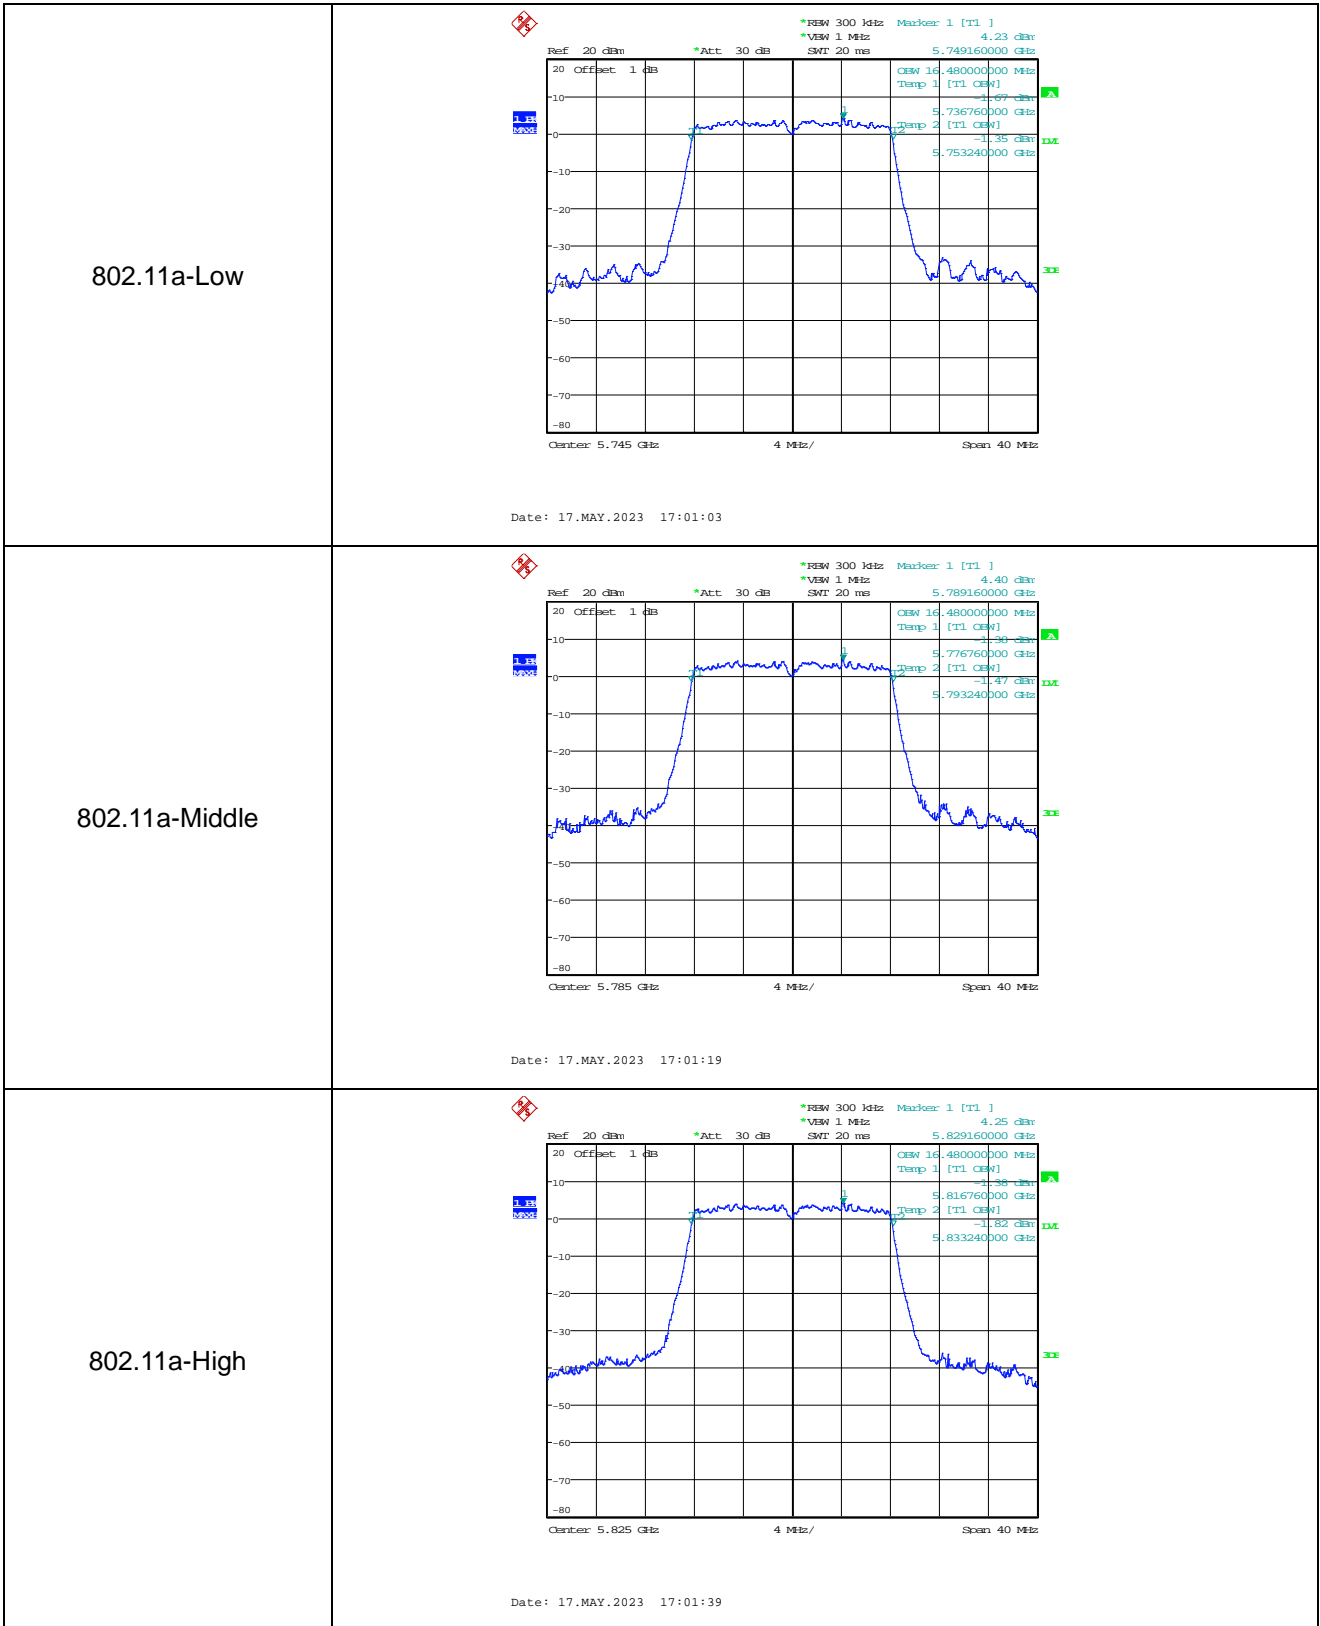 802.11a-Low
*RBW 300 kHz Marker 1 [T1 ]
*VBW 1 MHz 4.23 dBm
Ref 20 dBm *Att 30 dB SWT 20 ms 5.749160000 GHz
20 Offset 1 dB OBW 16.480000000 MHz
Temp 1 [T1 OBW]
A
10 -1.67 dBm
1 5.736760000 GHz
T1 T2 Temp 2 [T1 OBW]
0 -1.35 dBm
5.753240000 GHz
-10
-20
-30
3DB
-40
-50
-60
-70
-80
Center 5.745 GHz 4 MHz/ Span 40 MHz
Date: 17.MAY.2023 17:01:03
802.11a-Middle
*RBW 300 kHz Marker 1 [T1 ]
*VBW 1 MHz 4.40 dBm
Ref 20 dBm *Att 30 dB SWT 20 ms 5.789160000 GHz
20 Offset 1 dB OBW 16.480000000 MHz
Temp 1 [T1 OBW]
A
10 -1.38 dBm
1 5.776760000 GHz
T1 T2 Temp 2 [T1 OBW]
0 -1.47 dBm
5.793240000 GHz
-10
-20
-30
3DB
-40
-50
-60
-70
-80
Center 5.785 GHz 4 MHz/ Span 40 MHz
Date: 17.MAY.2023 17:01:19
802.11a-High
*RBW 300 kHz Marker 1 [T1 ]
*VBW 1 MHz 4.25 dBm
Ref 20 dBm *Att 30 dB SWT 20 ms 5.829160000 GHz
20 Offset 1 dB OBW 16.480000000 MHz
Temp 1 [T1 OBW]
A
10 -1.38 dBm
1 5.816760000 GHz
T1 T2 Temp 2 [T1 OBW]
0 -1.82 dBm
5.833240000 GHz
-10
-20
-30
3DB
-40
-50
-60
-70
-80
Center 5.825 GHz 4 MHz/ Span 40 MHz
Date: 17.MAY.2023 17:01:39